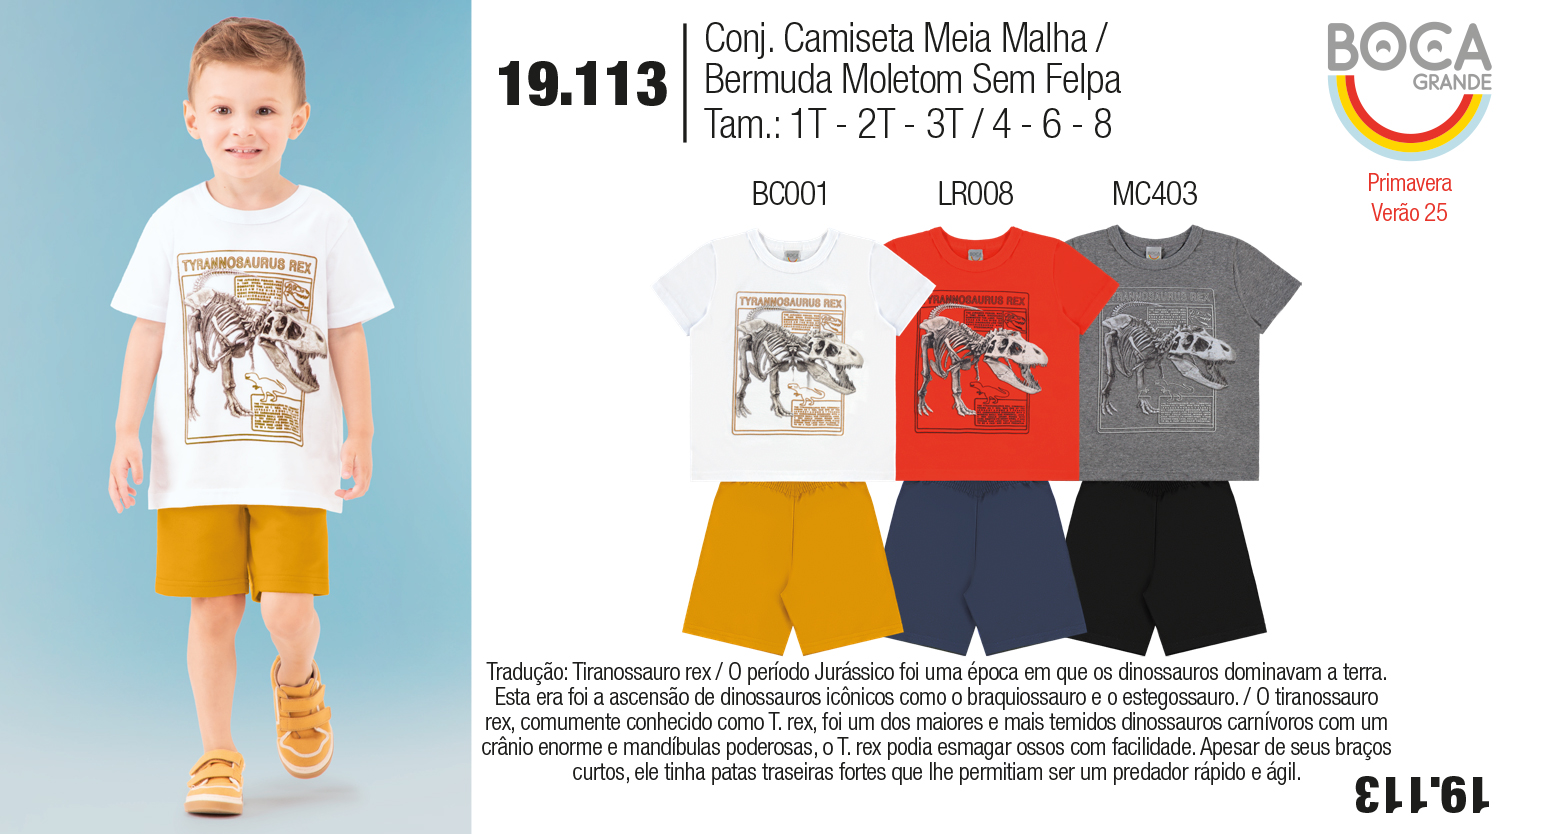 19.113
Conj. Camiseta Meia Malha /
Bermuda Moletom Sem Felpa
Tam.: 1T - 2T - 3T / 4 - 6 - 8
BOCA
GRANDE
Primavera
Verão 25
BC001
LR008
MC403
TYRANNOSAURUS REX
BOCA
TYRANNOSAURUS REX
BOCA
TYRANNOSAURUS REX
BOCA
TYRANNOSAURUS REX
Tradução: Tiranossauro rex / O período Jurássico foi uma época em que os dinossauros dominavam a terra.
Esta era foi a ascensão de dinossauros icônicos como o braquiossauro e o estegossauro. / O tiranossauro
rex, comumente conhecido como T. rex, foi um dos maiores e mais temidos dinossauros carnívoros com um
crânio enorme e mandíbulas poderosas, o T. rex podia esmagar ossos com facilidade. Apesar de seus braços
curtos, ele tinha patas traseiras fortes que lhe permitiam ser um predador rápido e ágil.
19.113